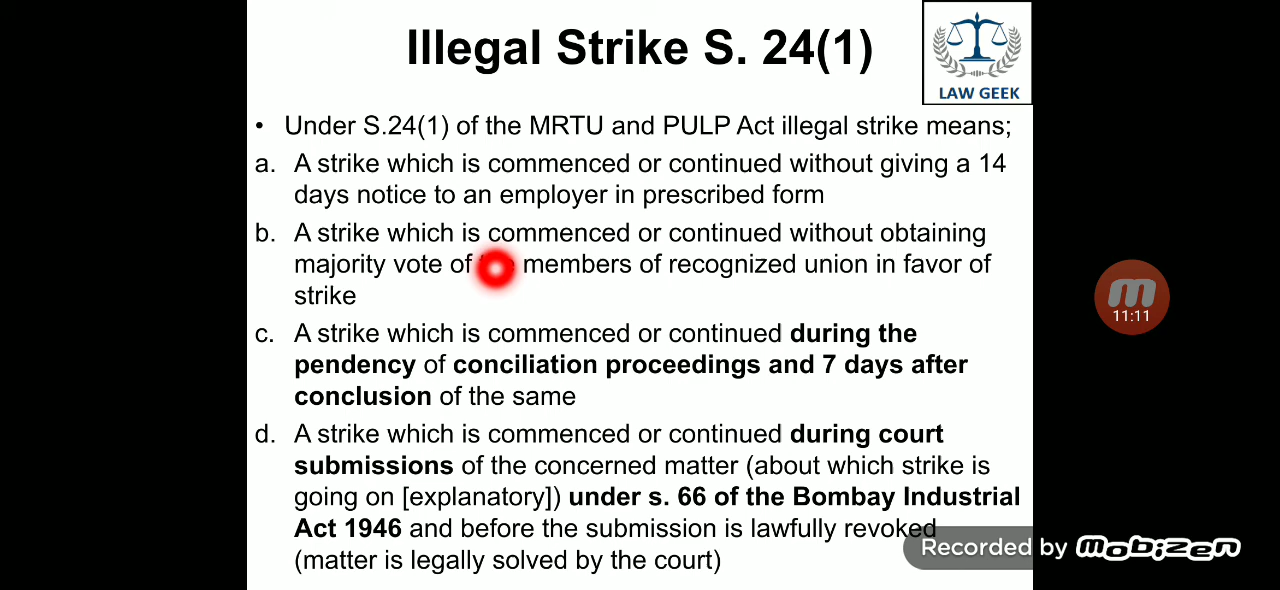 Illegal Strike S. 24(1)
LAW GEEK
• Under S.24(1) of the MRTU and PULP Act illegal strike means;
a. A strike which is commenced or continued without giving a 14
days notice to an employer in prescribed form
b. A strike which is commenced or continued without obtaining
majority vote of members of recognized union in favor of
strike
c. A strike which is commenced or continued during the
pendency of conciliation proceedings and 7 days after
conclusion of the same
d. A strike which is commenced or continued during court
submissions of the concerned matter (about which strike is
going on [explanatory]) under s. 66 of the Bombay Industrial
Act 1946 and before the submission is lawfully revoked
(matter is legally solved by the court)
11:11
Recorded by mobizen